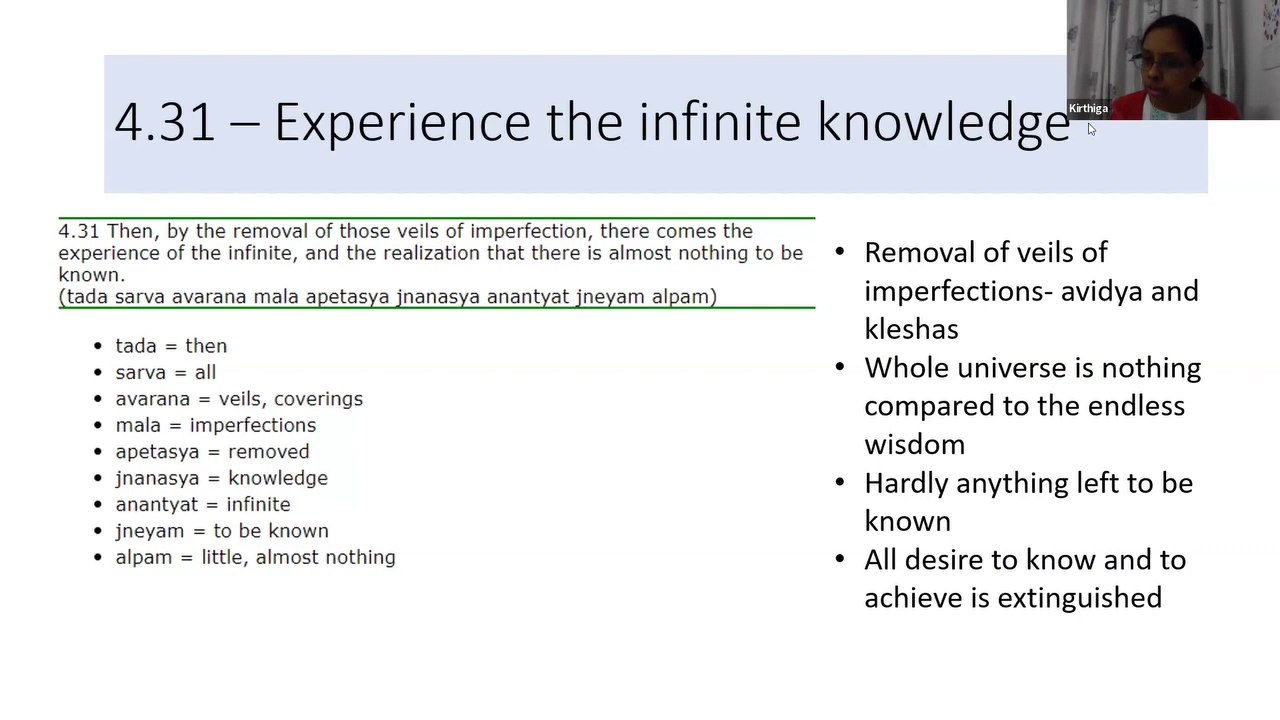 Kirthiga
4.31 – Experience the infinite knowledge
4.31 Then, by the removal of those veils of imperfection, there comes the
experience of the infinite, and the realization that there is almost nothing to be
known.
(tada sarva avarana mala apetasya jnanasya anantyat jneyam alpam)
• tada = then
• sarva = all
• avarana = veils, coverings
• mala = imperfections
• apetasya = removed
• jnanasya = knowledge
• anantyat = infinite
• jneyam = to be known
• alpam = little, almost nothing
• Removal of veils of
imperfections- avidya and
kleshas
• Whole universe is nothing
compared to the endless
wisdom
• Hardly anything left to be
known
• All desire to know and to
achieve is extinguished